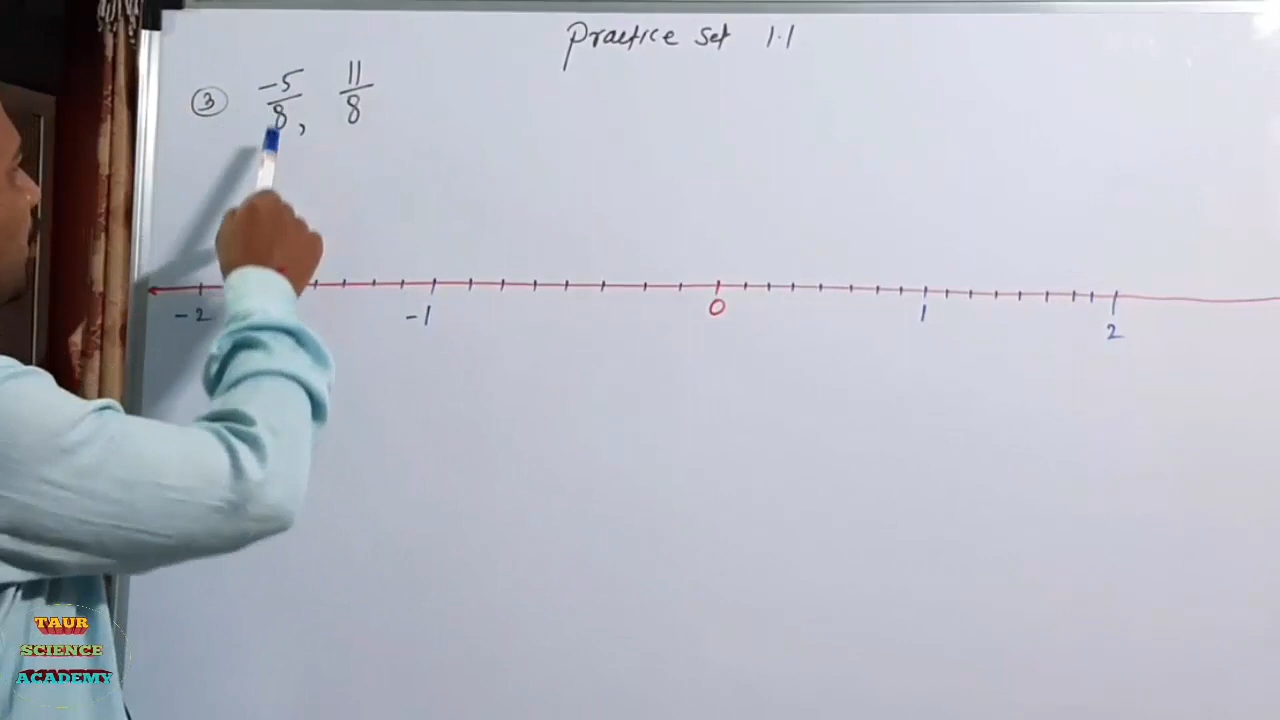 Practice set 1.1
③ -5/8, 11/8
-2 -1 0 1 2
TAUR
SCIENCE
ACADEMY